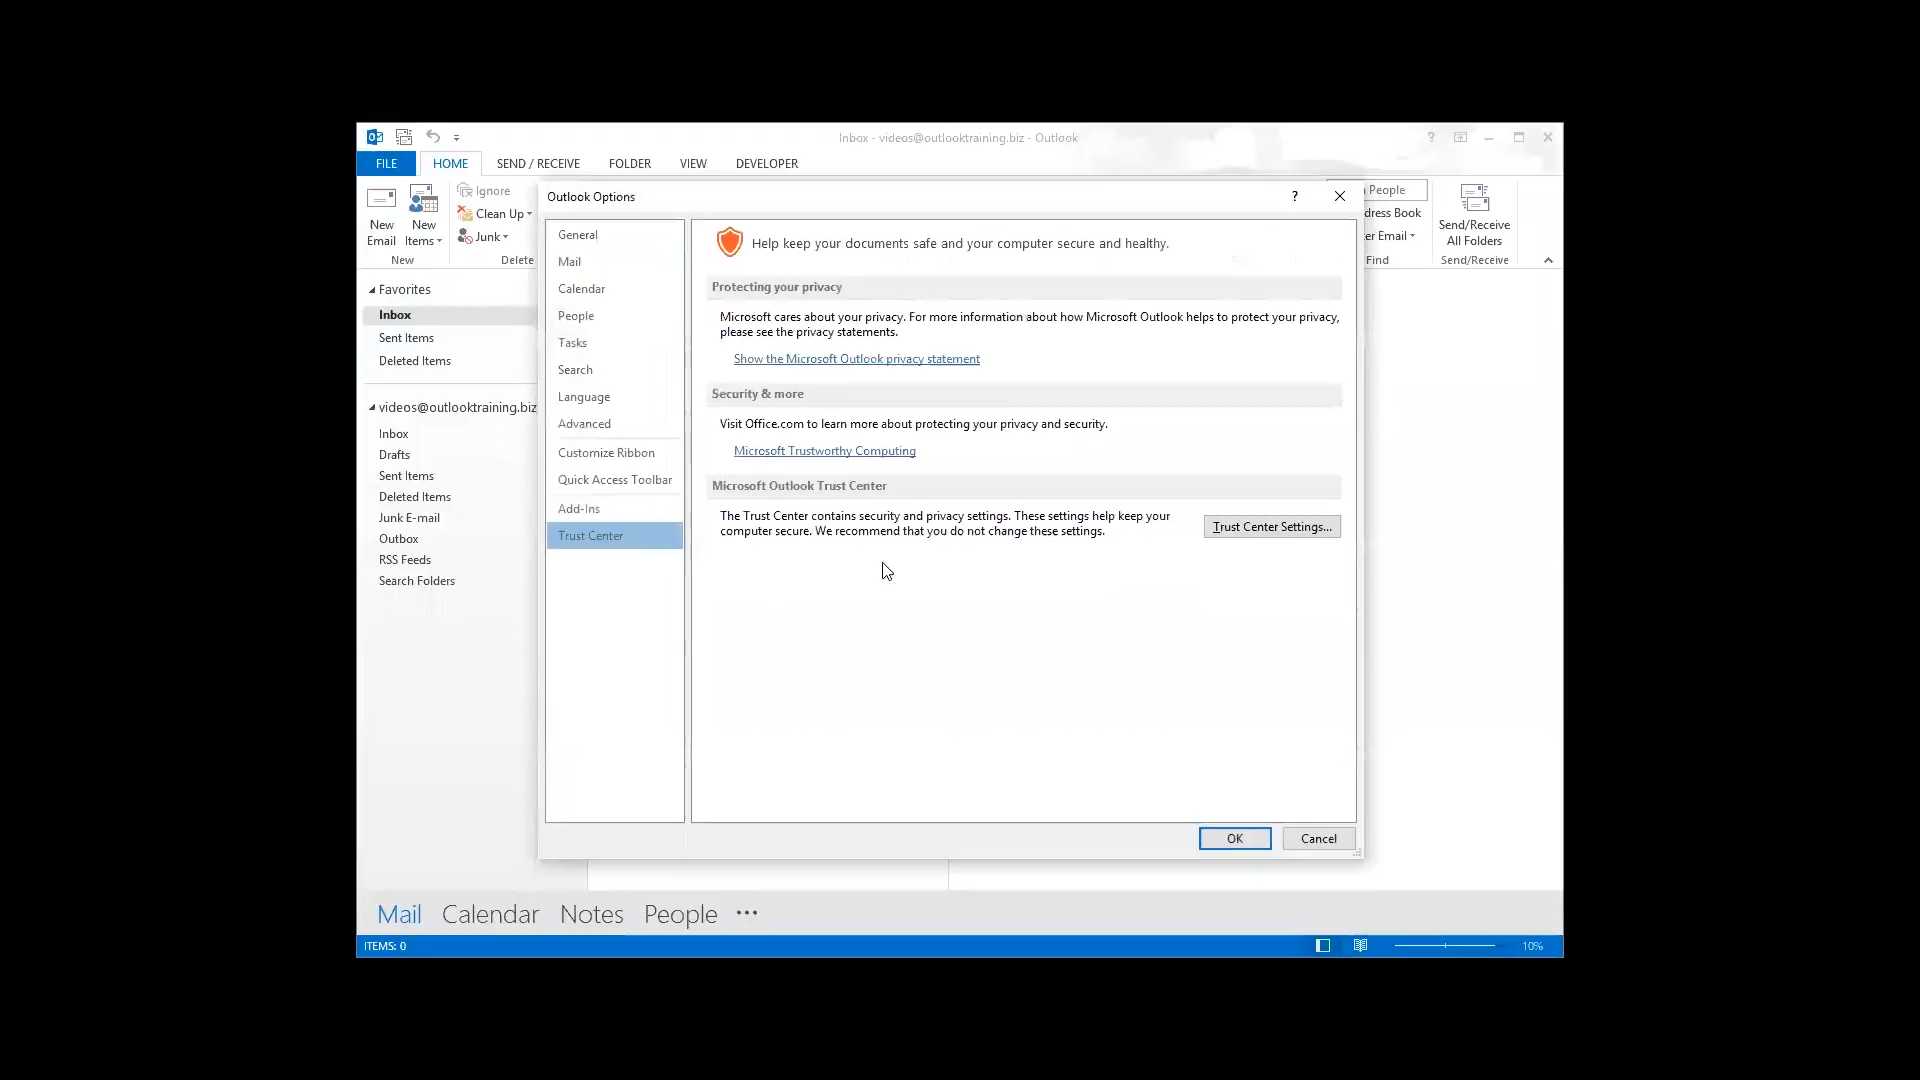 Inbox - videos@outlooktraining.biz - Outlook
FILE HOME SEND / RECEIVE FOLDER VIEW DEVELOPER
New Email
New Items
Ignore
Clean Up
Junk
New
Delete
People
dress Book
er Email
Find
Send/Receive All Folders
Send/Receive
Favorites
Inbox
Sent Items
Deleted Items
videos@outlooktraining.biz
Inbox
Drafts
Sent Items
Deleted Items
Junk E-mail
Outbox
RSS Feeds
Search Folders
Outlook Options
General
Mail
Calendar
People
Tasks
Search
Language
Advanced
Customize Ribbon
Quick Access Toolbar
Add-Ins
Trust Center
Help keep your documents safe and your computer secure and healthy.
Protecting your privacy
Microsoft cares about your privacy. For more information about how Microsoft Outlook helps to protect your privacy,
please see the privacy statements.
Show the Microsoft Outlook privacy statement
Security & more
Visit Office.com to learn more about protecting your privacy and security.
Microsoft Trustworthy Computing
Microsoft Outlook Trust Center
The Trust Center contains security and privacy settings. These settings help keep your
computer secure. We recommend that you do not change these settings.
Trust Center Settings...
OK
Cancel
Mail Calendar Notes People ...
ITEMS: 0
10%